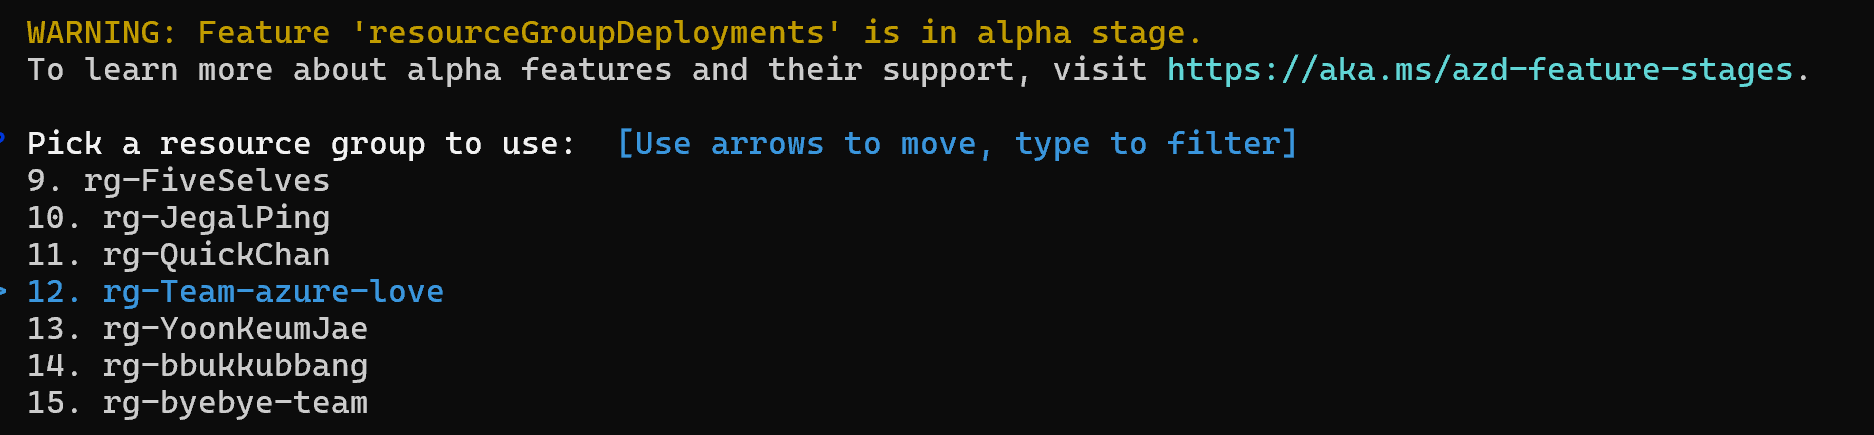 WARNING: Feature 'resourceGroupDeployments' is in alpha stage.
To learn more about alpha features and their support, visit https://aka.ms/azd-feature-stages.
? Pick a resource group to use:  [Use arrows to move, type to filter]
9. rg-FiveSelves
10. rg-JegalPing
11. rg-QuickChan
> 12. rg-Team-azure-love
13. rg-YoonKeumJae
14. rg-bbukkubbang
15. rg-byebye-team